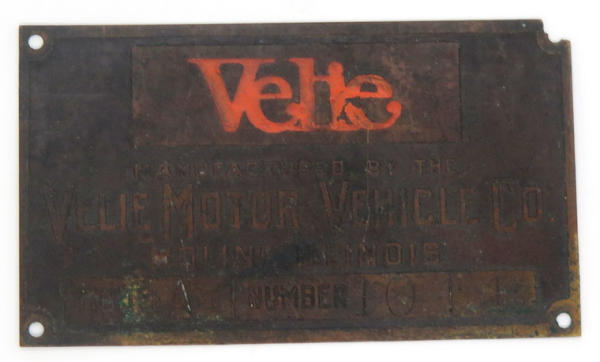 Velie
MANUFACTURED BY THE
VELIE MOTOR VEHICLE CO.
MOLINE ILLINOIS
NUMBER